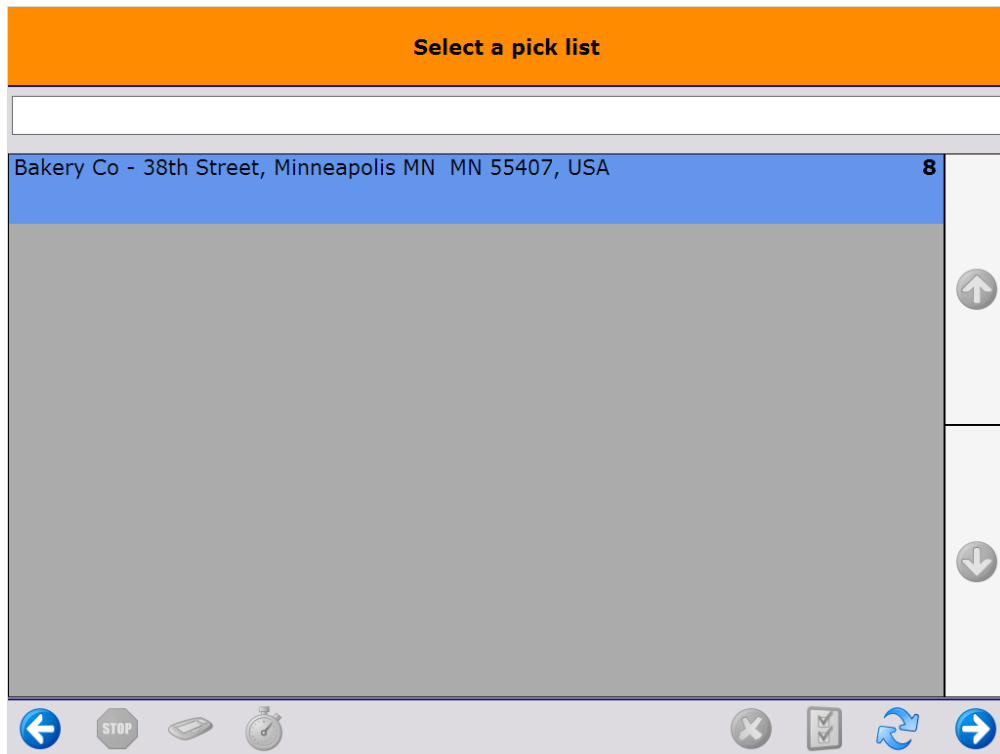 Select a pick list
Bakery Co - 38th Street, Minneapolis MN  MN 55407, USA 8
STOP